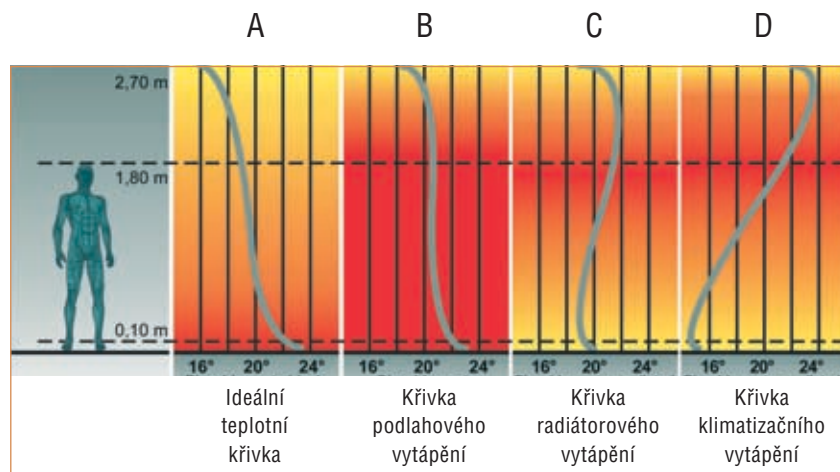 A B C D
2,70 m
1,80 m
0,10 m
16° 20° 24° 16° 20° 24° 16° 20° 24° 16° 20° 24°
Ideální
teplotní
křivka
Křivka
podlahového
vytápění
Křivka
radiátorového
vytápění
Křivka
klimatizačního
vytápění